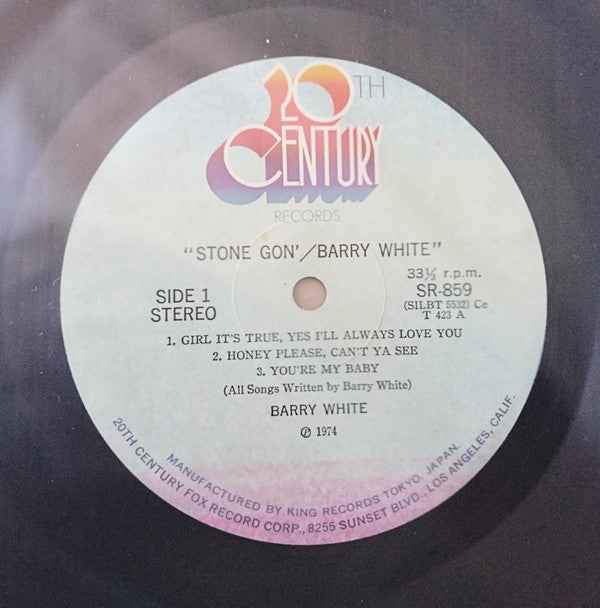 20TH
CENTURY
RECORDS
"STONE GON'/BARRY WHITE"
SIDE 1
STEREO
33⅓ r.p.m.
SR-859
(SILBT 5532) Ce
T 423 A
1. GIRL IT'S TRUE, YES I'LL ALWAYS LOVE YOU
2. HONEY PLEASE, CAN'T YA SEE
3. YOU'RE MY BABY
(All Songs Written by Barry White)
BARRY WHITE
℗ 1974
MANUFACTURED BY KING RECORDS TOKYO, JAPAN.
20TH CENTURY FOX RECORD CORP., 8255 SUNSET BLVD., LOS ANGELES, CALIF.